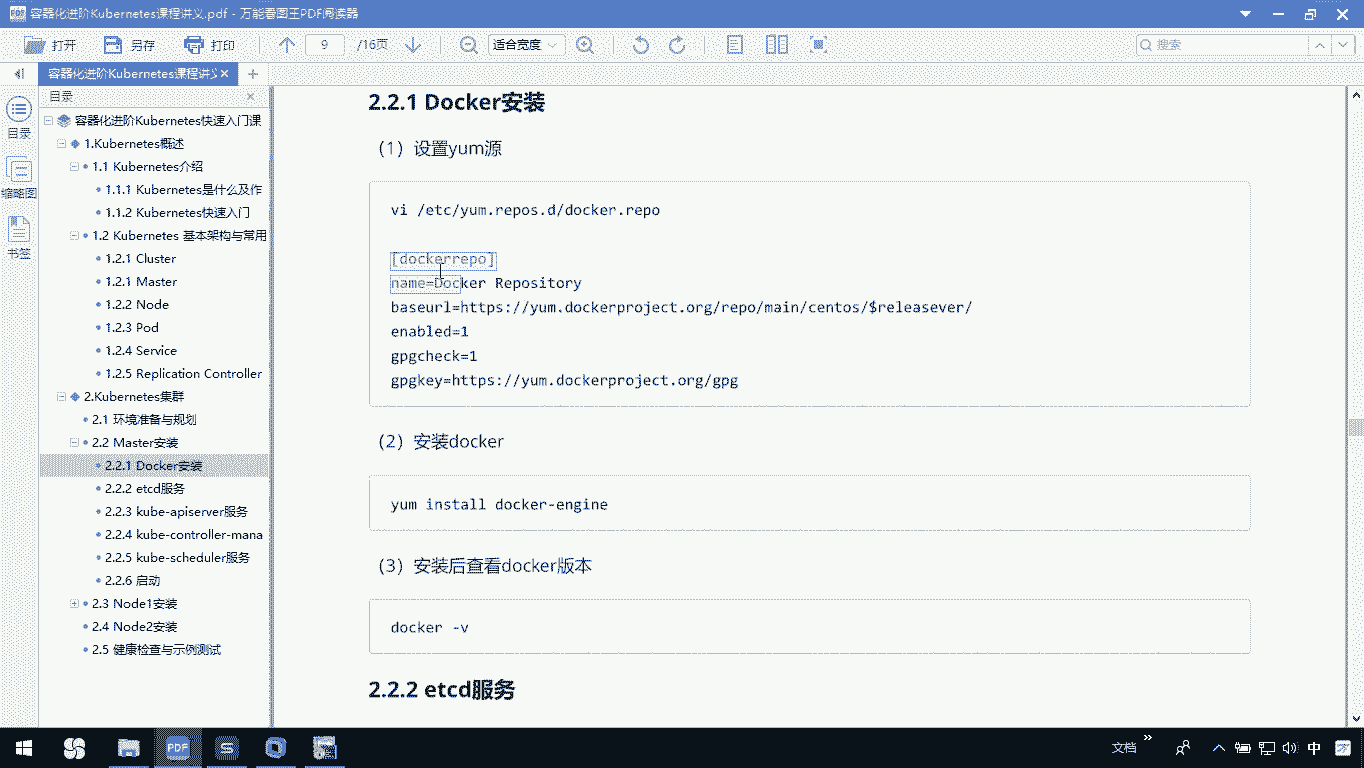 容器化进阶Kubernetes课程讲义.pdf - 万能看图王PDF阅读器
打开 另存 打印 9 /16页 适合宽度 搜索
容器化进阶Kubernetes课程讲义
目录
目录
缩略图
书签
容器化进阶Kubernetes快速入门课
1.Kubernetes概述
1.1 Kubernetes介绍
1.1.1 Kubernetes是什么及作
1.1.2 Kubernetes快速入门
1.2 Kubernetes 基本架构与常用
1.2.1 Cluster
1.2.1 Master
1.2.2 Node
1.2.3 Pod
1.2.4 Service
1.2.5 Replication Controller
2.Kubernetes集群
2.1 环境准备与规划
2.2 Master安装
2.2.1 Docker安装
2.2.2 etcd服务
2.2.3 kube-apiserver服务
2.2.4 kube-controller-mana
2.2.5 kube-scheduler服务
2.2.6 启动
2.3 Node1安装
2.4 Node2安装
2.5 健康检查与示例测试
2.2.1 Docker安装
（1）设置yum源
vi /etc/yum.repos.d/docker.repo
[dockerrepo]
name=Docker Repository
baseurl=https://yum.dockerproject.org/repo/main/centos/$releasever/
enabled=1
gpgcheck=1
gpgkey=https://yum.dockerproject.org/gpg
（2）安装docker
yum install docker-engine
（3）安装后查看docker版本
docker -v
2.2.2 etcd服务
PDF
S
文档
中